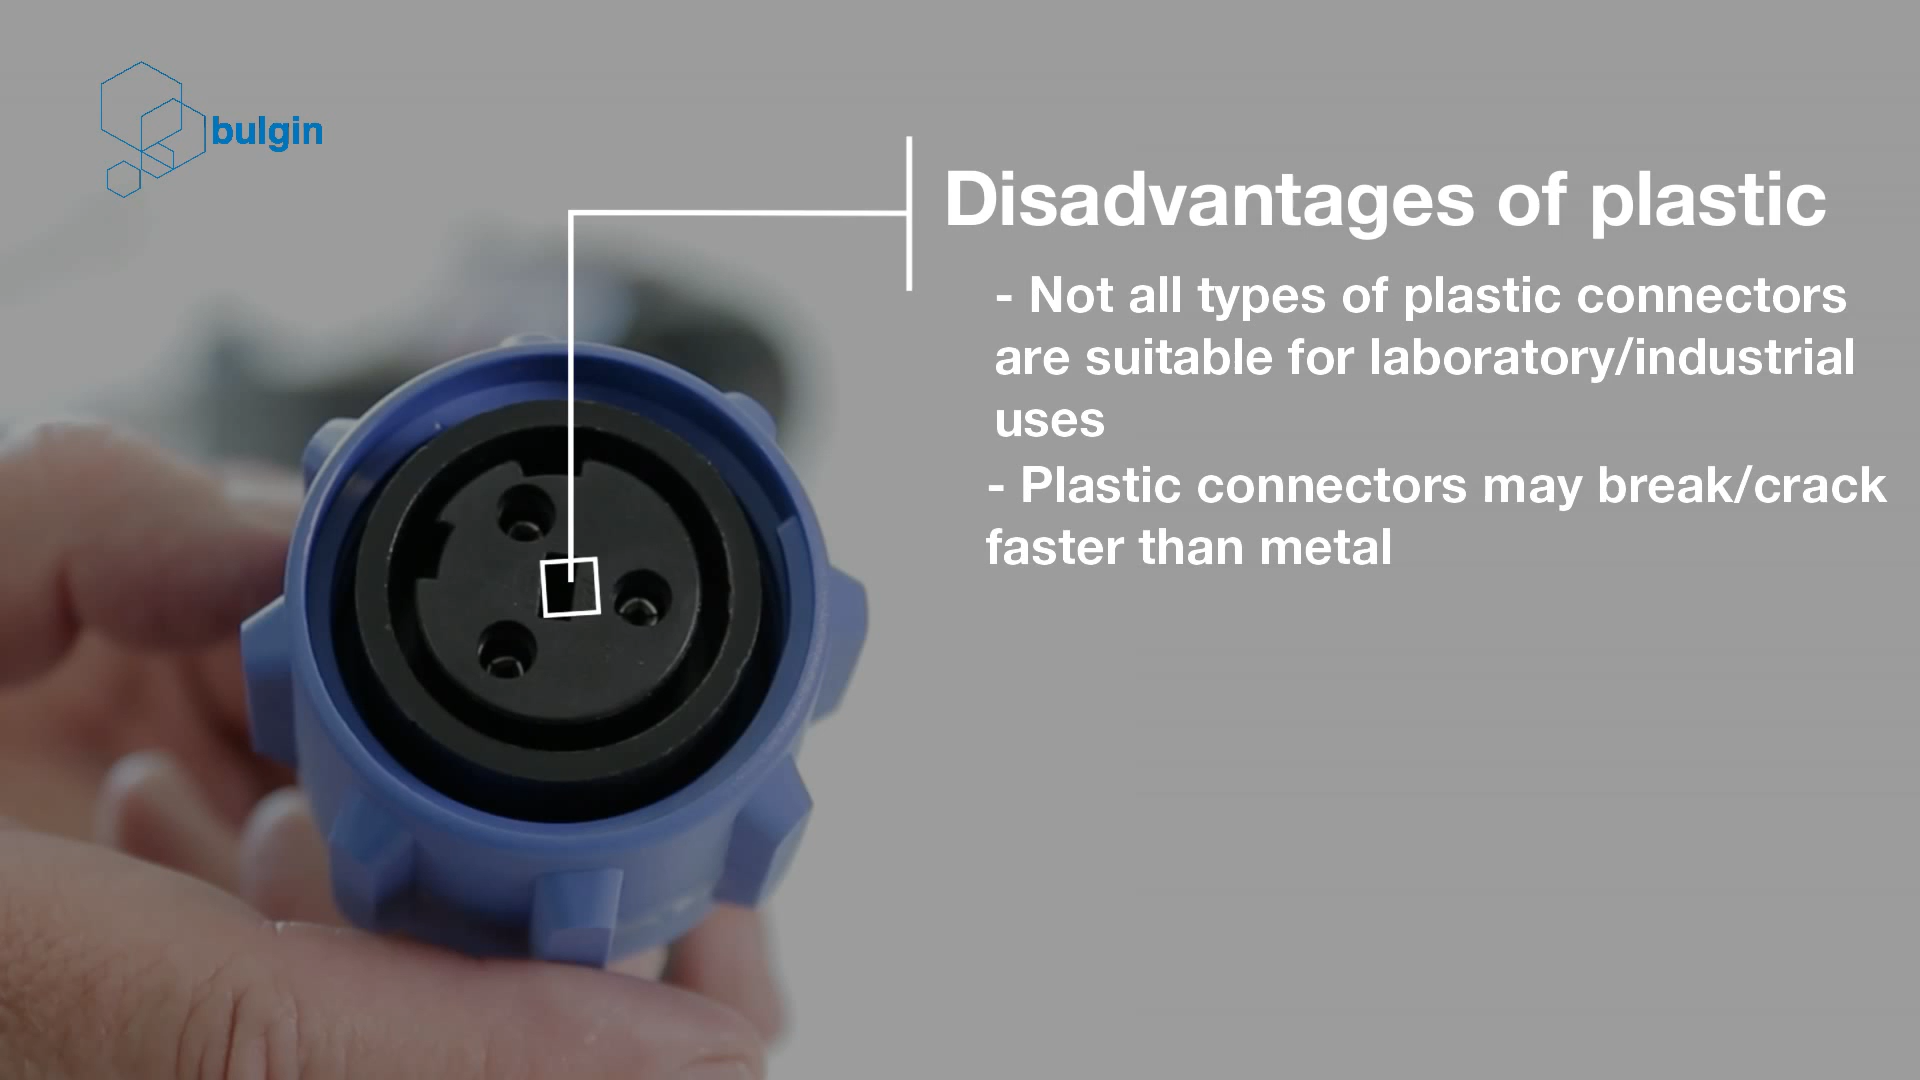 bulgin
Disadvantages of plastic
- Not all types of plastic connectors
are suitable for laboratory/industrial
uses
- Plastic connectors may break/crack
faster than metal